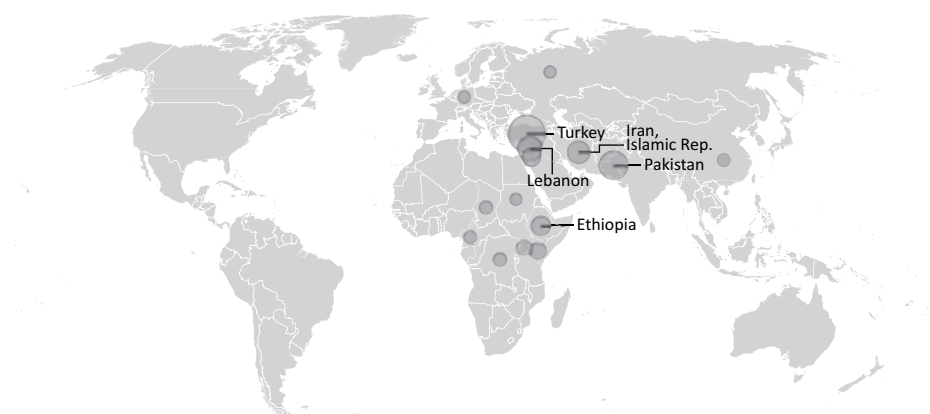 Turkey
Iran,
Islamic Rep.
Pakistan
Lebanon
Ethiopia